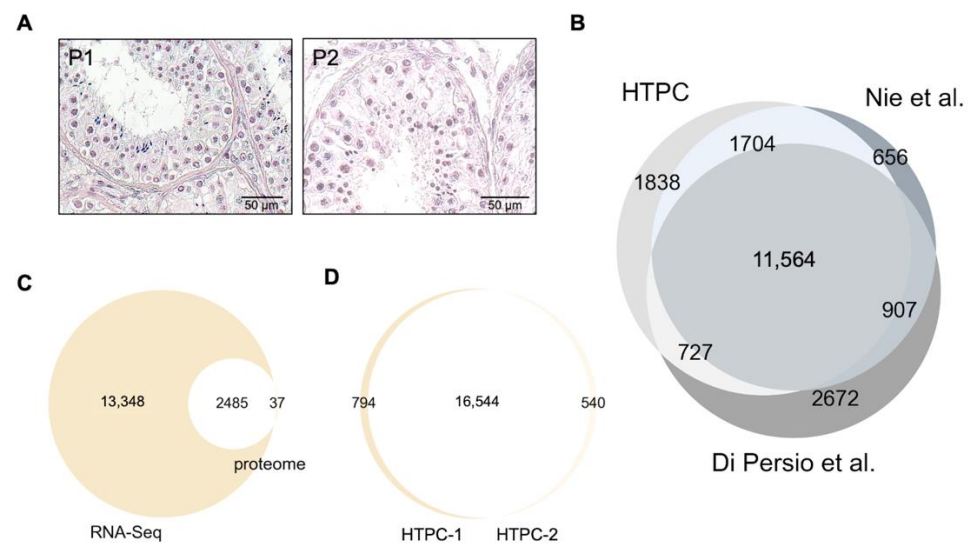 A
P1
50 µm
P2
50 µm
B
HTPC
Nie et al.
1704
656
1838
11,564
907
727
2672
Di Persio et al.
C
13,348
2485
37
proteome
RNA-Seq
D
794
16,544
540
HTPC-1
HTPC-2